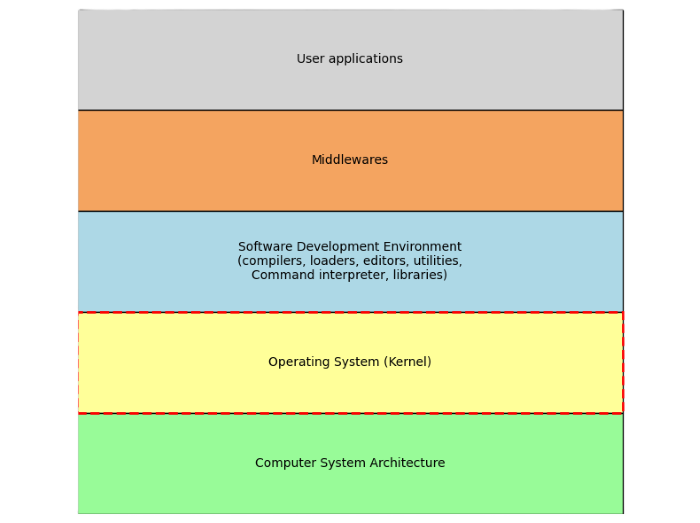 User applications
Middlewares
Software Development Environment
(compilers, loaders, editors, utilities,
Command interpreter, libraries)
Operating System (Kernel)
Computer System Architecture